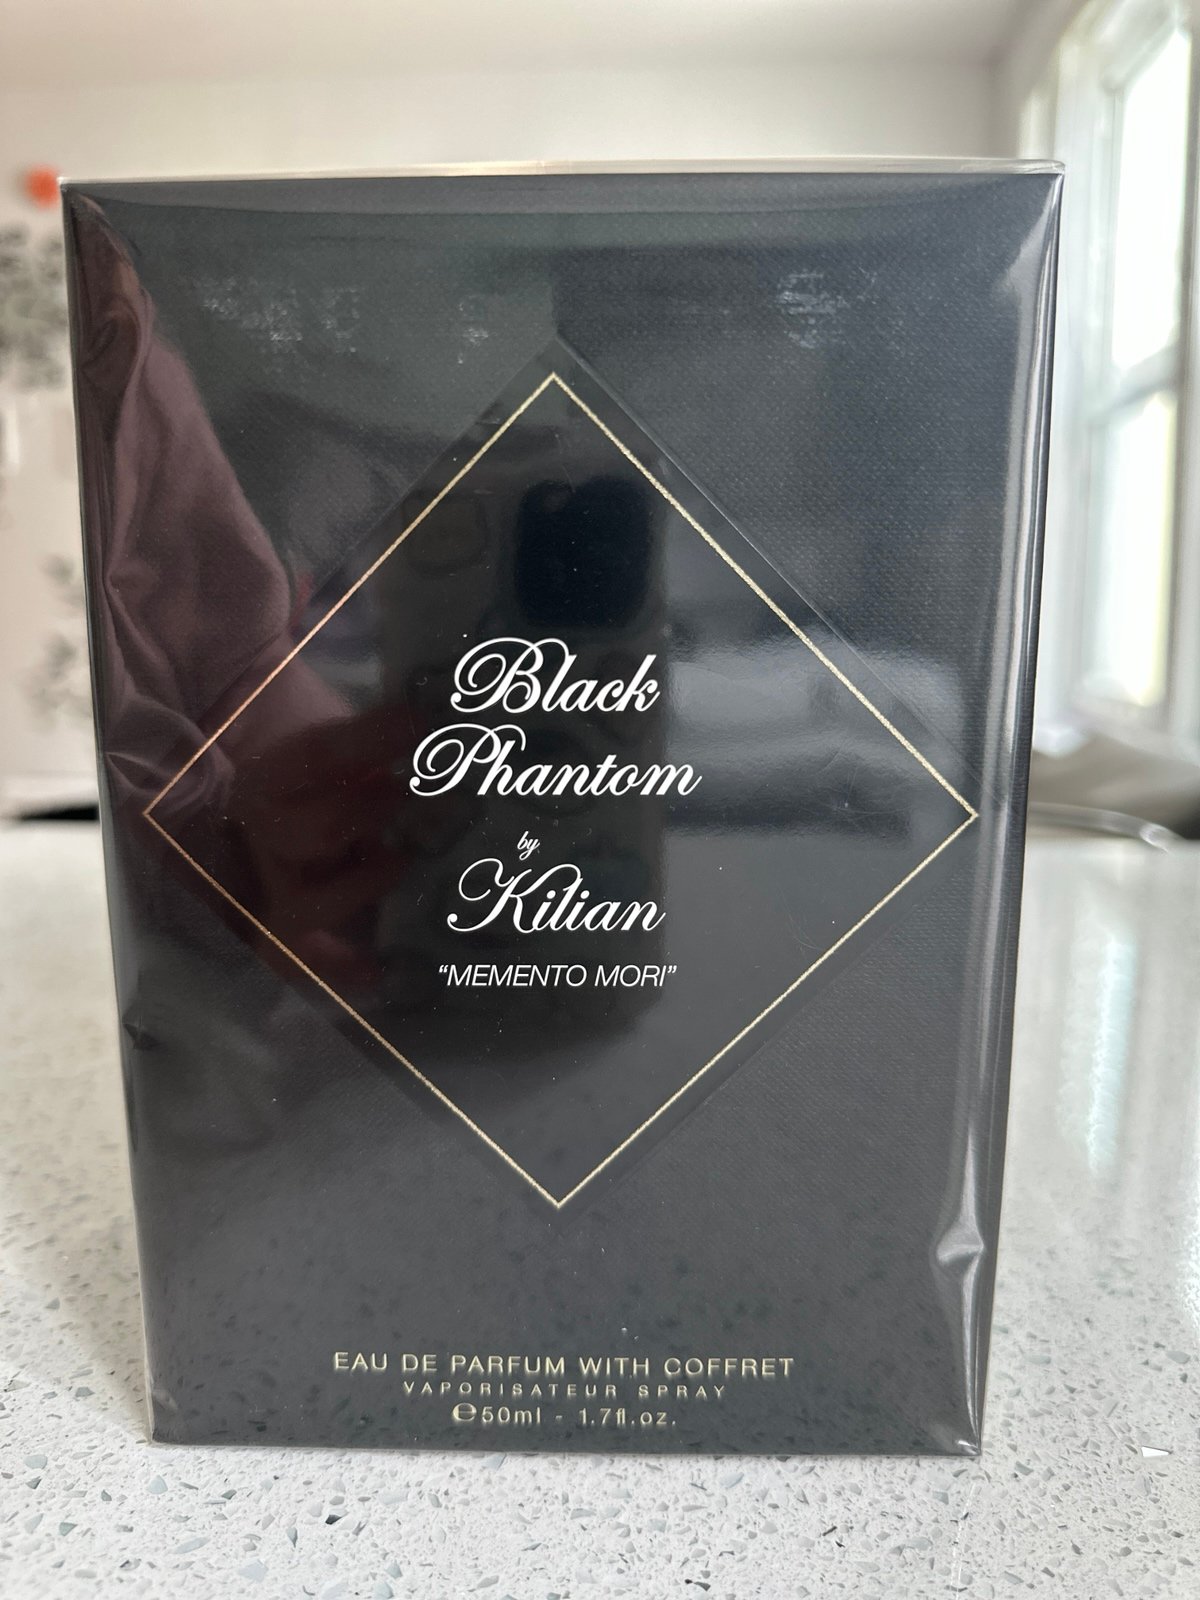 Black
Phantom
by
Kilian
“MEMENTO MORI”
EAU DE PARFUM WITH COFFRET
VAPORISATEUR SPRAY
℮50ml - 1.7fl.oz.